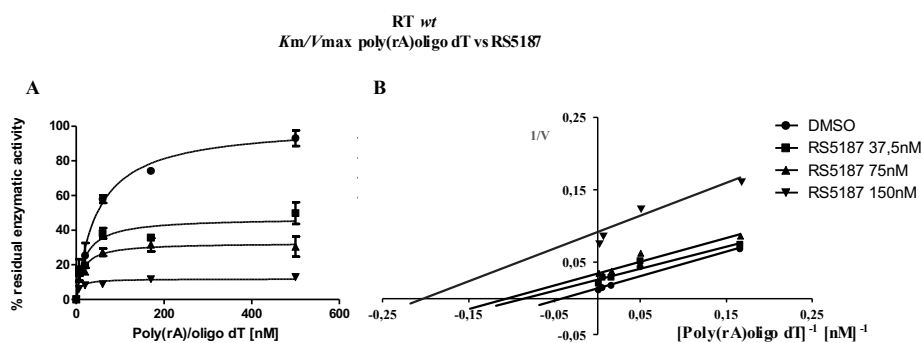 RT wt
Km/Vmax poly(rA)oligo dT vs RS5187
A
B
% residual enzymatic activity
100
80
60
40
20
0
0 200 400 600
Poly(rA)/oligo dT [nM]
1/V
0,25
0,15
0,05
-0,05
-0,25 -0,15 -0,05 0,05 0,15 0,25
[Poly(rA)oligo dT]⁻¹ [nM]⁻¹
DMSO
RS5187 37,5nM
RS5187 75nM
RS5187 150nM